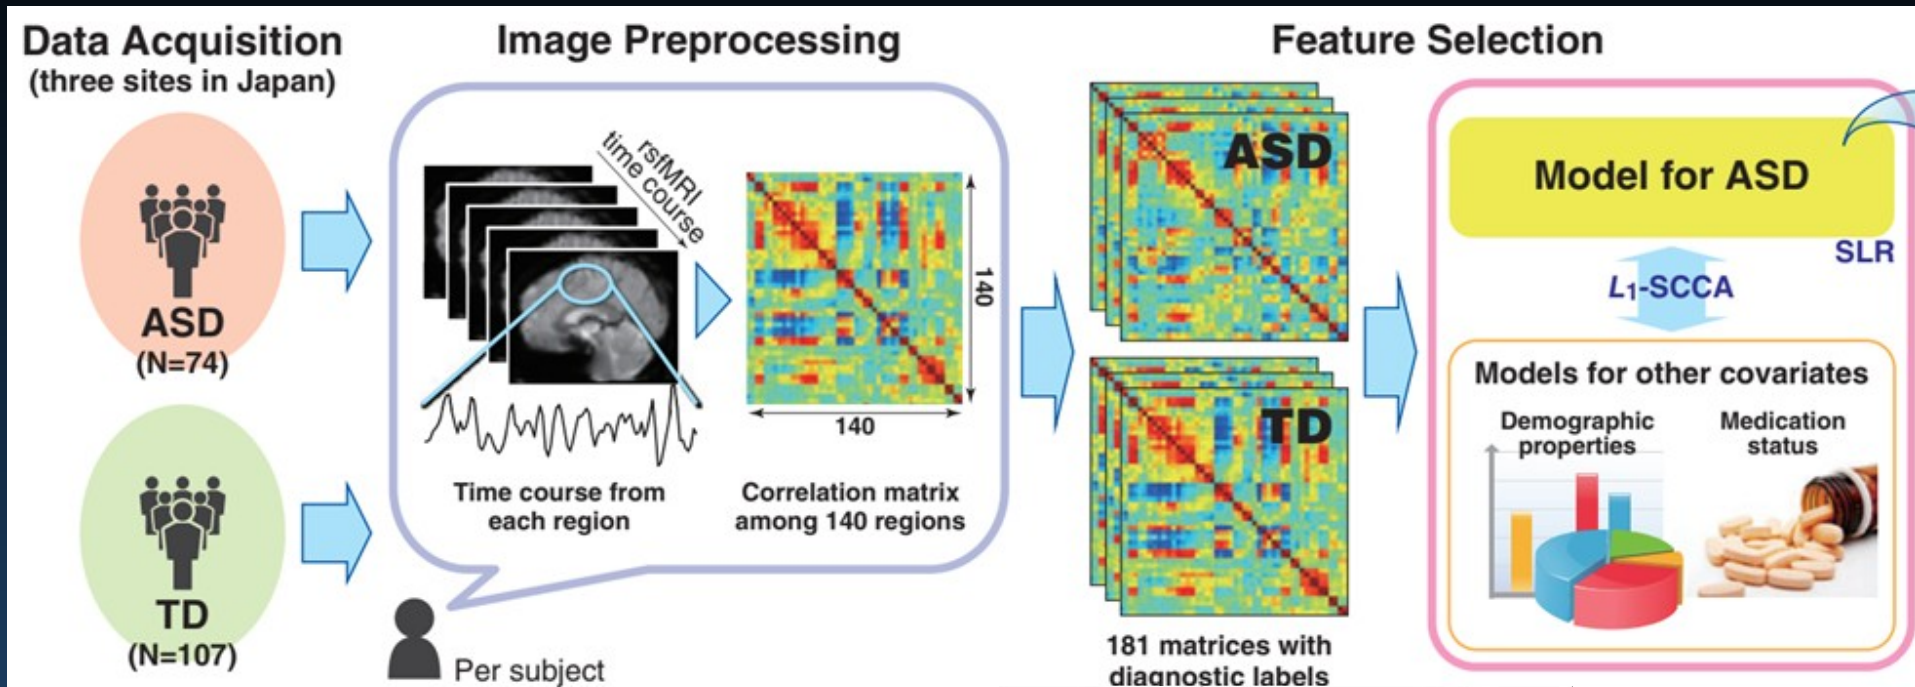 Data Acquisition
(three sites in Japan)
ASD
(N=74)
TD
(N=107)
Image Preprocessing
rsfMRI
time course
140
140
Time course from
each region
Correlation matrix
among 140 regions
Per subject
Feature Selection
ASD
TD
181 matrices with
diagnostic labels
Model for ASD
SLR
L1-SCCA
Models for other covariates
Demographic
properties
Medication
status